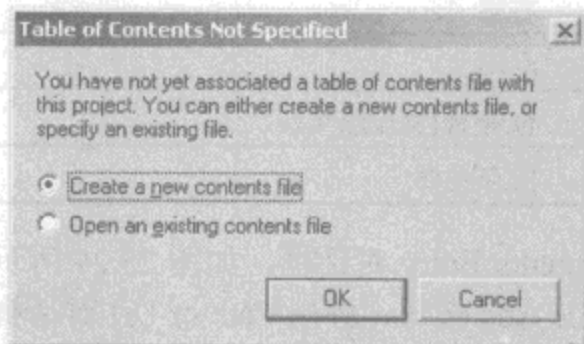 Table of Contents Not Specified
You have not yet associated a table of contents file with
this project. You can either create a new contents file, or
specify an existing file.
Create a new contents file
Open an existing contents file
OK
Cancel